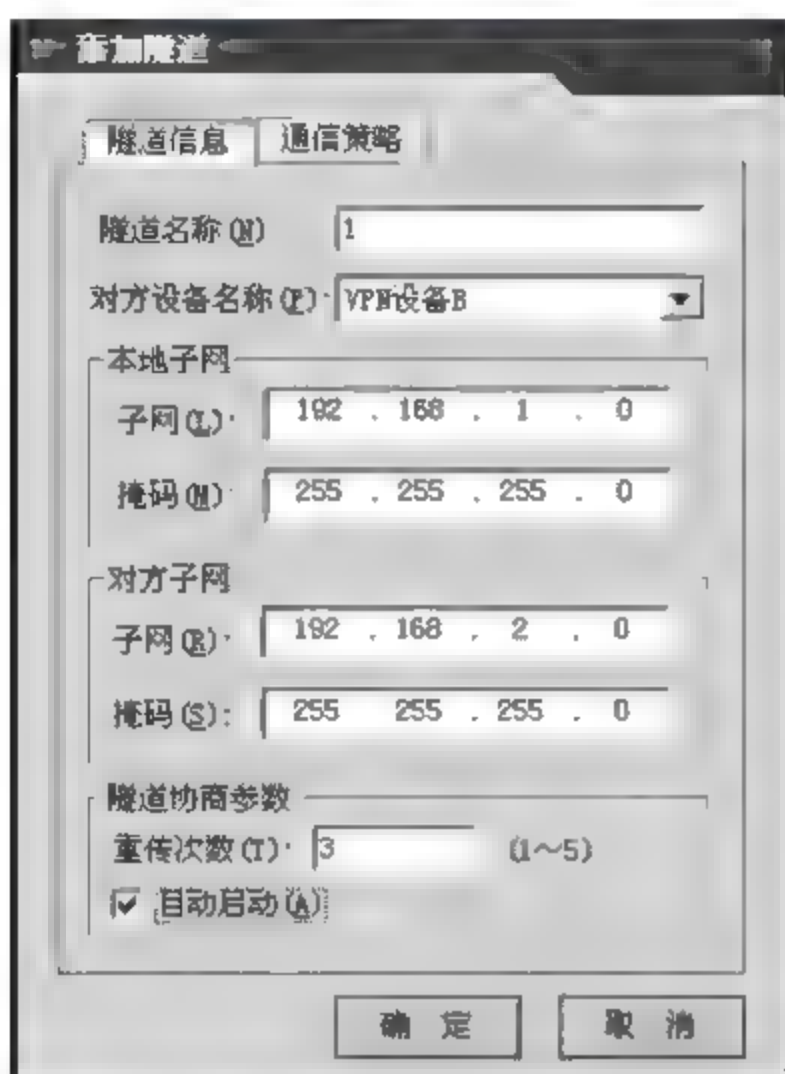 添加隧道
隧道信息 通信策略
隧道名称(N) 1
对方设备名称(P): VPN设备B
本地子网
子网(L): 192 . 168 . 1 . 0
掩码(M): 255 . 255 . 255 . 0
对方子网
子网(R): 192 . 168 . 2 . 0
掩码(S): 255 255 . 255 . 0
隧道协商参数
重传次数(T): 3 (1~5)
自动启动(A)
确 定 取 消